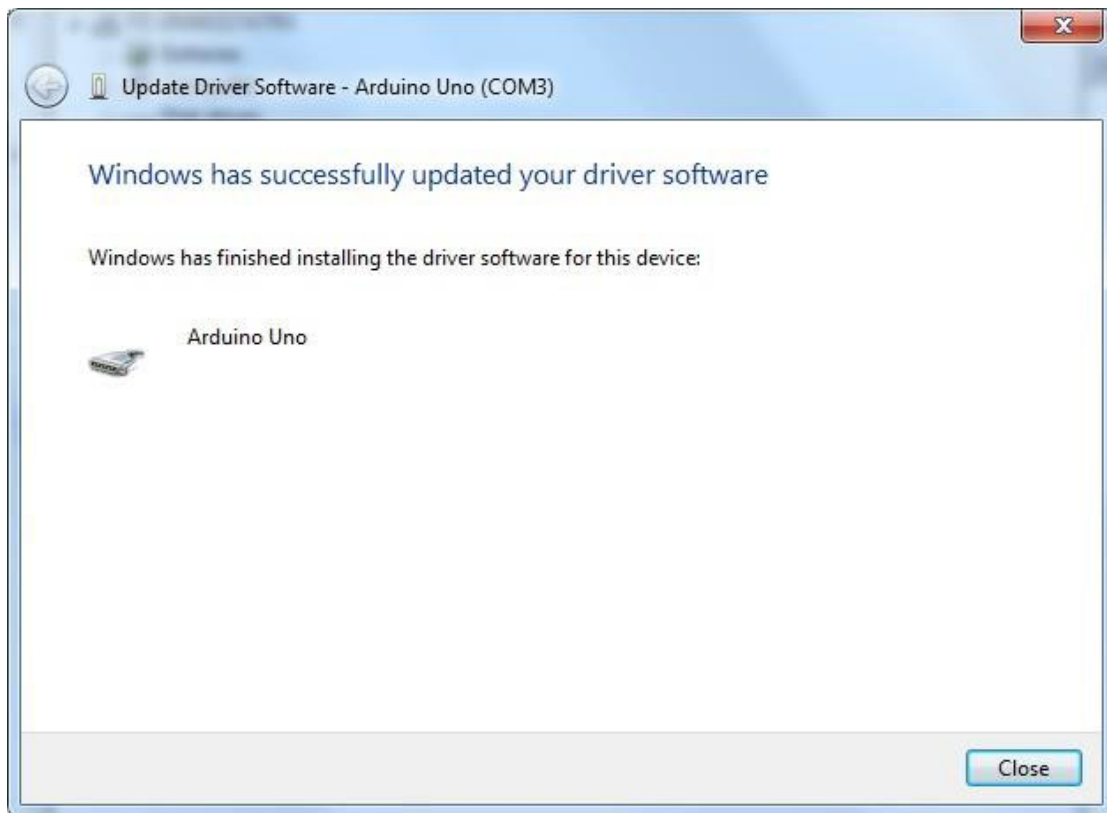 Update Driver Software - Arduino Uno (COM3)
Windows has successfully updated your driver software
Windows has finished installing the driver software for this device:
Arduino Uno
Close